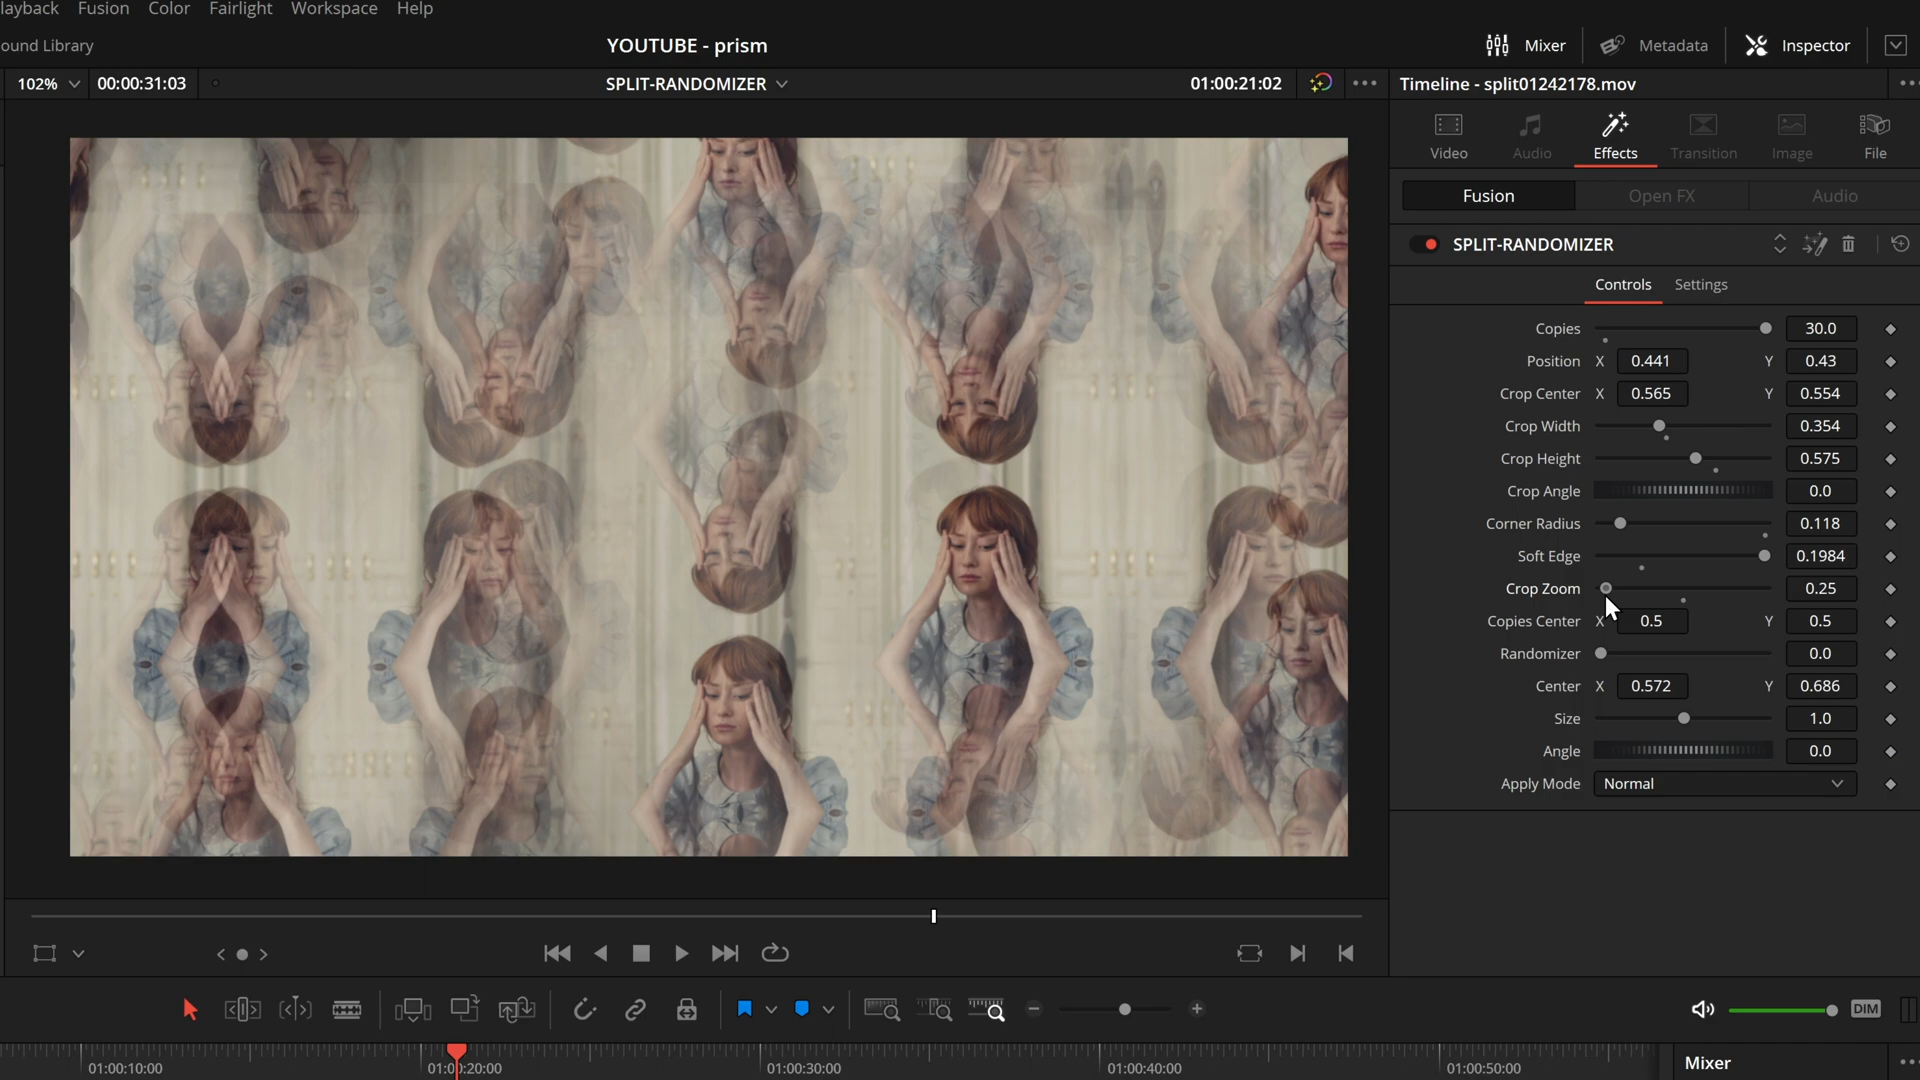 layback Fusion Color Fairlight Workspace Help
ound Library YOUTUBE - prism Mixer Metadata Inspector
102% 00:00:31:03 SPLIT-RANDOMIZER 01:00:21:02 Timeline - split01242178.mov
Video Audio Effects Transition Image File
Fusion Open FX Audio
SPLIT-RANDOMIZER
Controls Settings
Copies 30.0
Position X 0.441 Y 0.43
Crop Center X 0.565 Y 0.554
Crop Width 0.354
Crop Height 0.575
Crop Angle 0.0
Corner Radius 0.118
Soft Edge 0.1984
Crop Zoom 0.25
Copies Center X 0.5 Y 0.5
Randomizer 0.0
Center X 0.572 Y 0.686
Size 1.0
Angle 0.0
Apply Mode Normal
DIM
01:00:10:00 01:00:20:00 01:00:30:00 01:00:40:00 01:00:50:00 Mixer